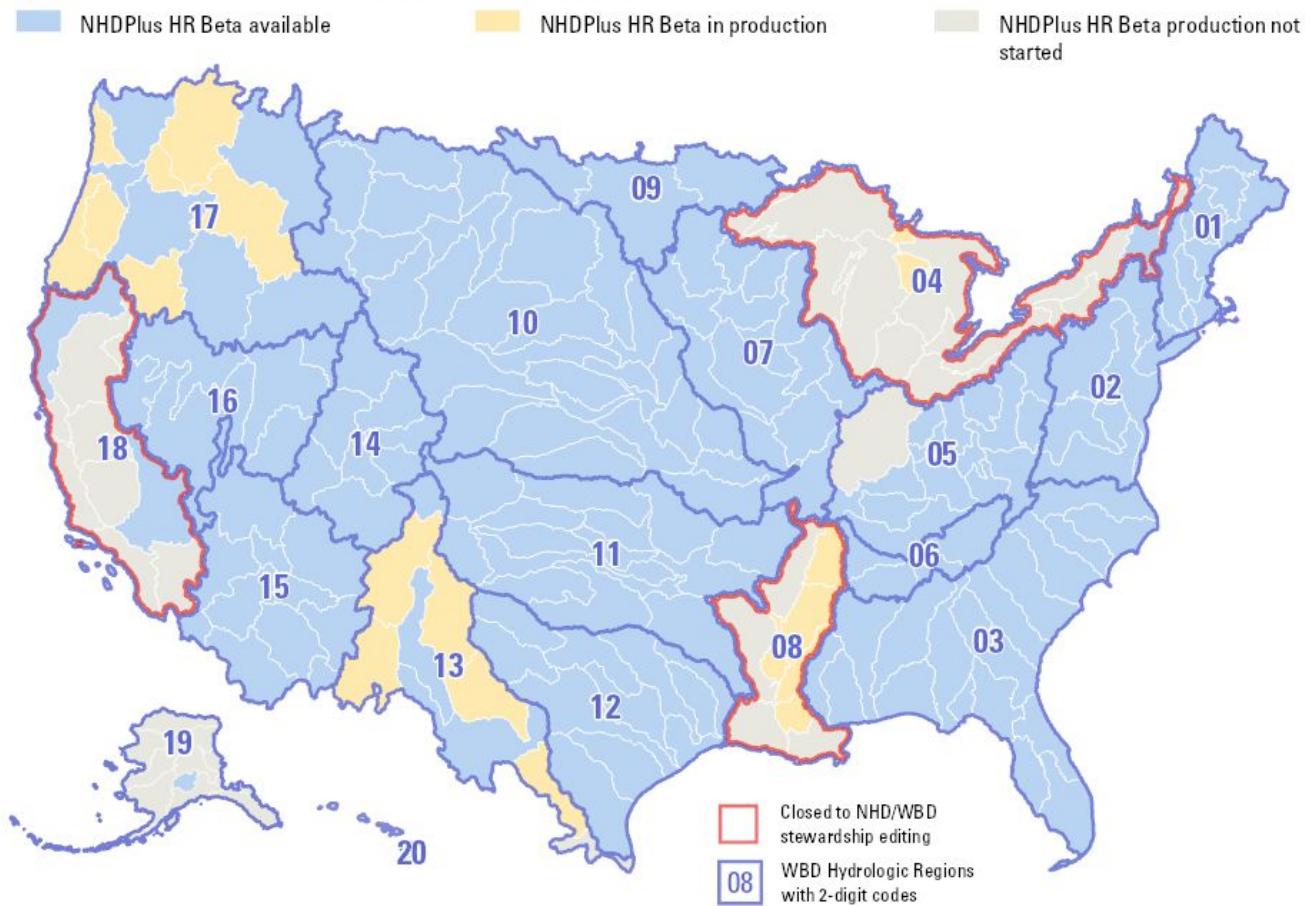 NHDPlus HR Beta available
NHDPlus HR Beta in production
NHDPlus HR Beta production not
started
09
01
17
04
10
07
02
16
18
14
05
11
06
15
08
03
13
12
19
20
Closed to NHD/WBD
stewardship editing
08
WBD Hydrologic Regions
with 2-digit codes